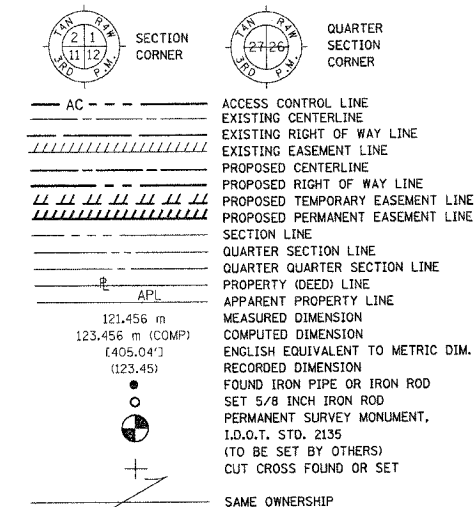 T4N R4W
2 1
11 12
3RD P.M.
SECTION
CORNER
T4N R4W
27 26
3RD P.M.
QUARTER
SECTION
CORNER
AC ACCESS CONTROL LINE
EXISTING CENTERLINE
EXISTING RIGHT OF WAY LINE
EXISTING EASEMENT LINE
PROPOSED CENTERLINE
PROPOSED RIGHT OF WAY LINE
PROPOSED TEMPORARY EASEMENT LINE
PROPOSED PERMANENT EASEMENT LINE
SECTION LINE
QUARTER SECTION LINE
QUARTER QUARTER SECTION LINE
℄ PROPERTY (DEED) LINE
APL APPARENT PROPERTY LINE
121.456 m MEASURED DIMENSION
123.456 m (COMP) COMPUTED DIMENSION
[405.04'] ENGLISH EQUIVALENT TO METRIC DIM.
(123.45) RECORDED DIMENSION
FOUND IRON PIPE OR IRON ROD
SET 5/8 INCH IRON ROD
PERMANENT SURVEY MONUMENT,
I.D.O.T. STD. 2135
(TO BE SET BY OTHERS)
CUT CROSS FOUND OR SET
SAME OWNERSHIP